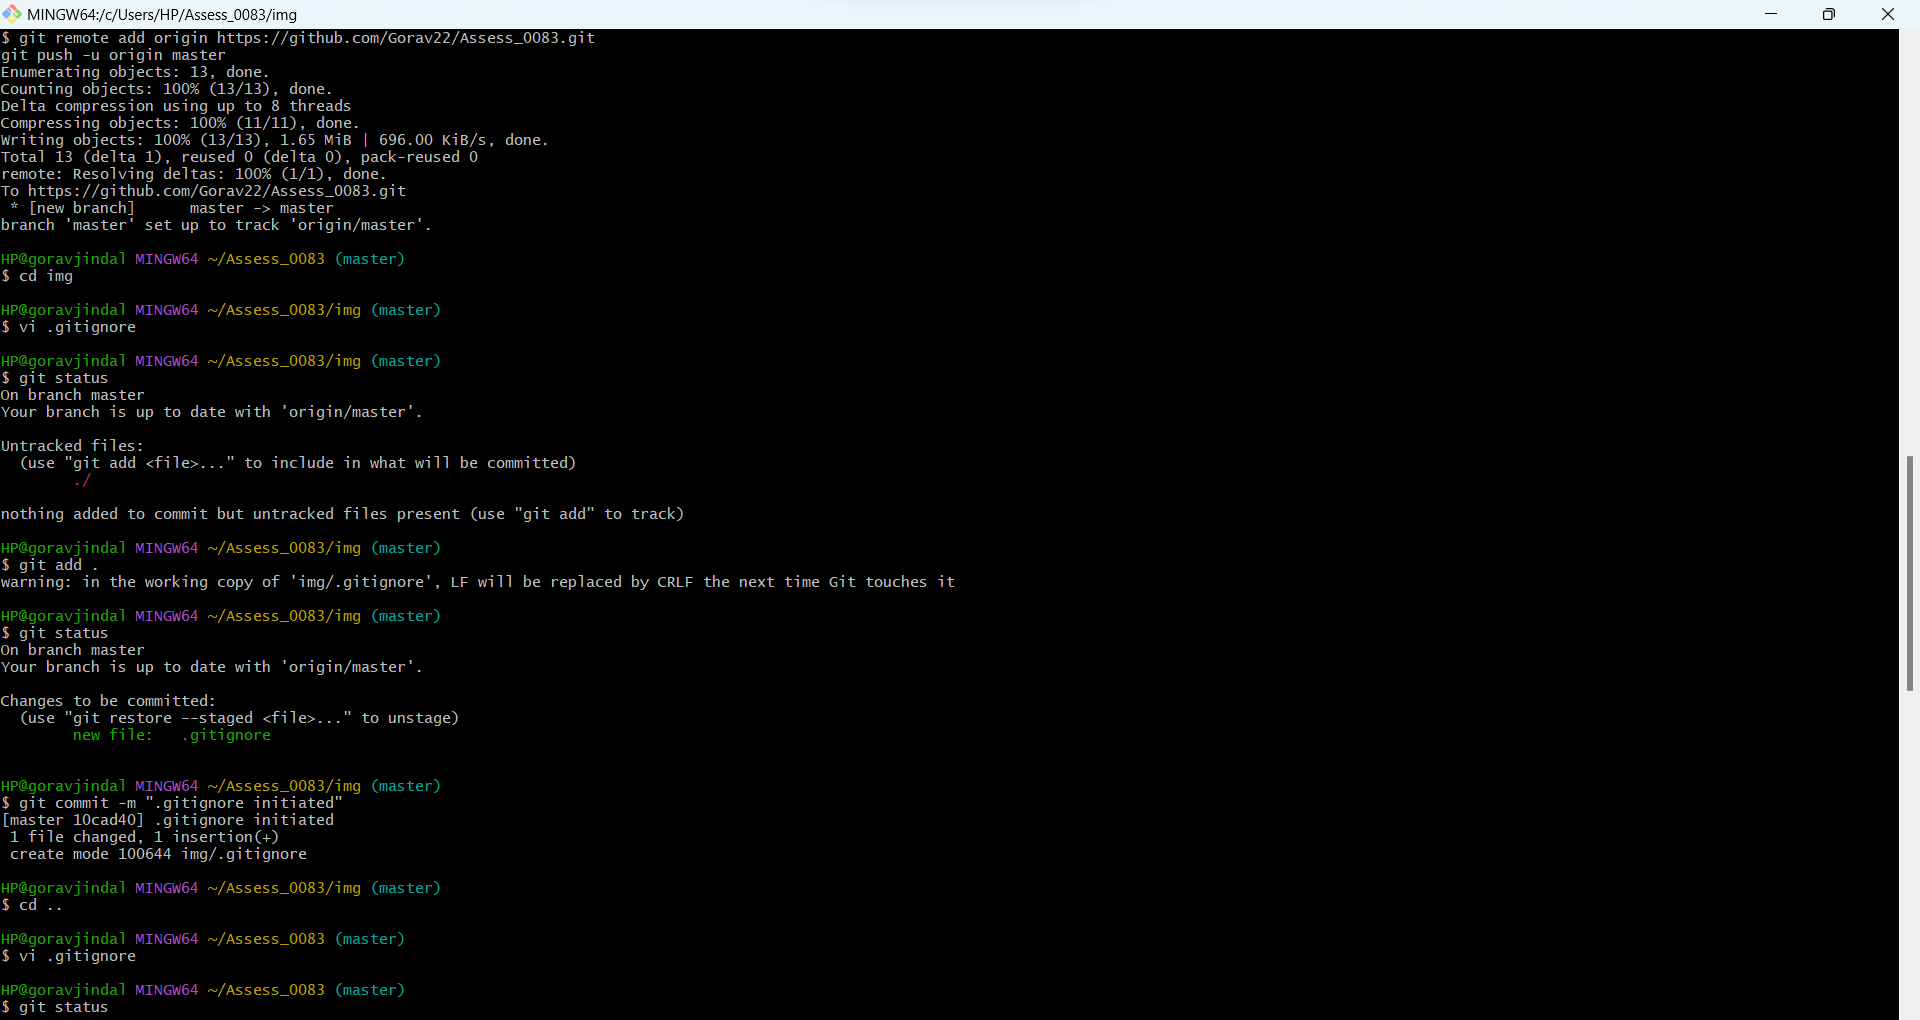 MINGW64:/c/Users/HP/Assess_0083/img
$ git remote add origin https://github.com/Gorav22/Assess_0083.git
git push -u origin master
Enumerating objects: 13, done.
Counting objects: 100% (13/13), done.
Delta compression using up to 8 threads
Compressing objects: 100% (11/11), done.
Writing objects: 100% (13/13), 1.65 MiB | 696.00 KiB/s, done.
Total 13 (delta 1), reused 0 (delta 0), pack-reused 0
remote: Resolving deltas: 100% (1/1), done.
To https://github.com/Gorav22/Assess_0083.git
 * [new branch]      master -> master
branch 'master' set up to track 'origin/master'.

HP@goravjindal MINGW64 ~/Assess_0083 (master)
$ cd img

HP@goravjindal MINGW64 ~/Assess_0083/img (master)
$ vi .gitignore

HP@goravjindal MINGW64 ~/Assess_0083/img (master)
$ git status
On branch master
Your branch is up to date with 'origin/master'.

Untracked files:
  (use "git add <file>..." to include in what will be committed)
        ./

nothing added to commit but untracked files present (use "git add" to track)

HP@goravjindal MINGW64 ~/Assess_0083/img (master)
$ git add .
warning: in the working copy of 'img/.gitignore', LF will be replaced by CRLF the next time Git touches it

HP@goravjindal MINGW64 ~/Assess_0083/img (master)
$ git status
On branch master
Your branch is up to date with 'origin/master'.

Changes to be committed:
  (use "git restore --staged <file>..." to unstage)
        new file:   .gitignore

HP@goravjindal MINGW64 ~/Assess_0083/img (master)
$ git commit -m ".gitignore initiated"
[master 10cad40] .gitignore initiated
 1 file changed, 1 insertion(+)
 create mode 100644 img/.gitignore

HP@goravjindal MINGW64 ~/Assess_0083/img (master)
$ cd ..

HP@goravjindal MINGW64 ~/Assess_0083 (master)
$ vi .gitignore

HP@goravjindal MINGW64 ~/Assess_0083 (master)
$ git status